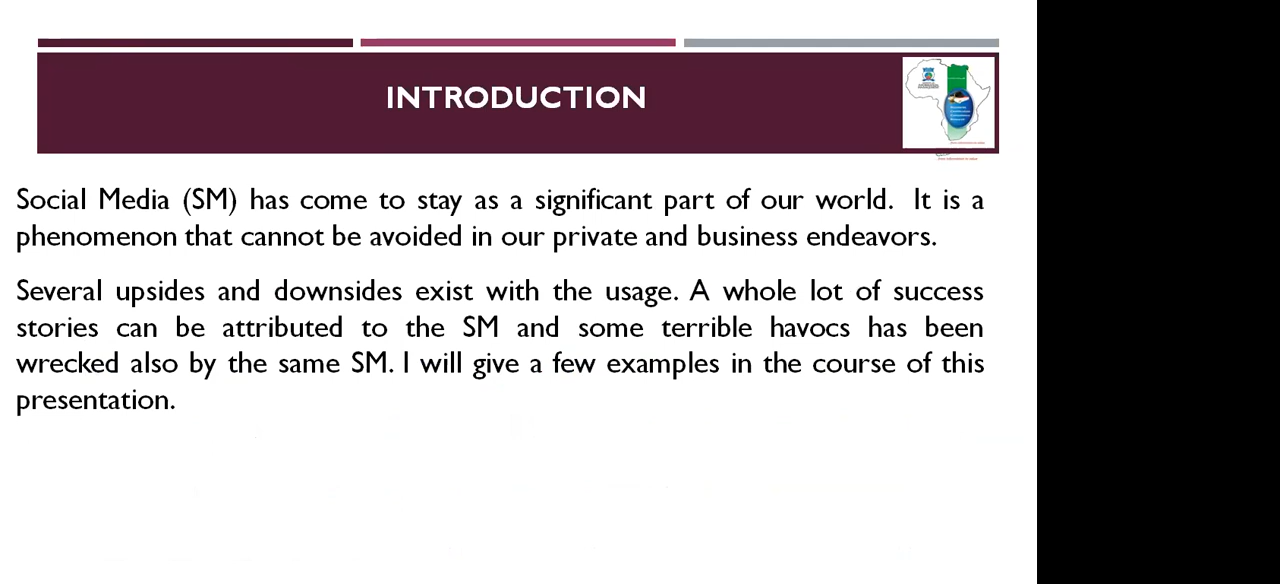 INTRODUCTION
Social Media (SM) has come to stay as a significant part of our world. It is a
phenomenon that cannot be avoided in our private and business endeavors.
Several upsides and downsides exist with the usage. A whole lot of success
stories can be attributed to the SM and some terrible havocs has been
wrecked also by the same SM. I will give a few examples in the course of this
presentation.